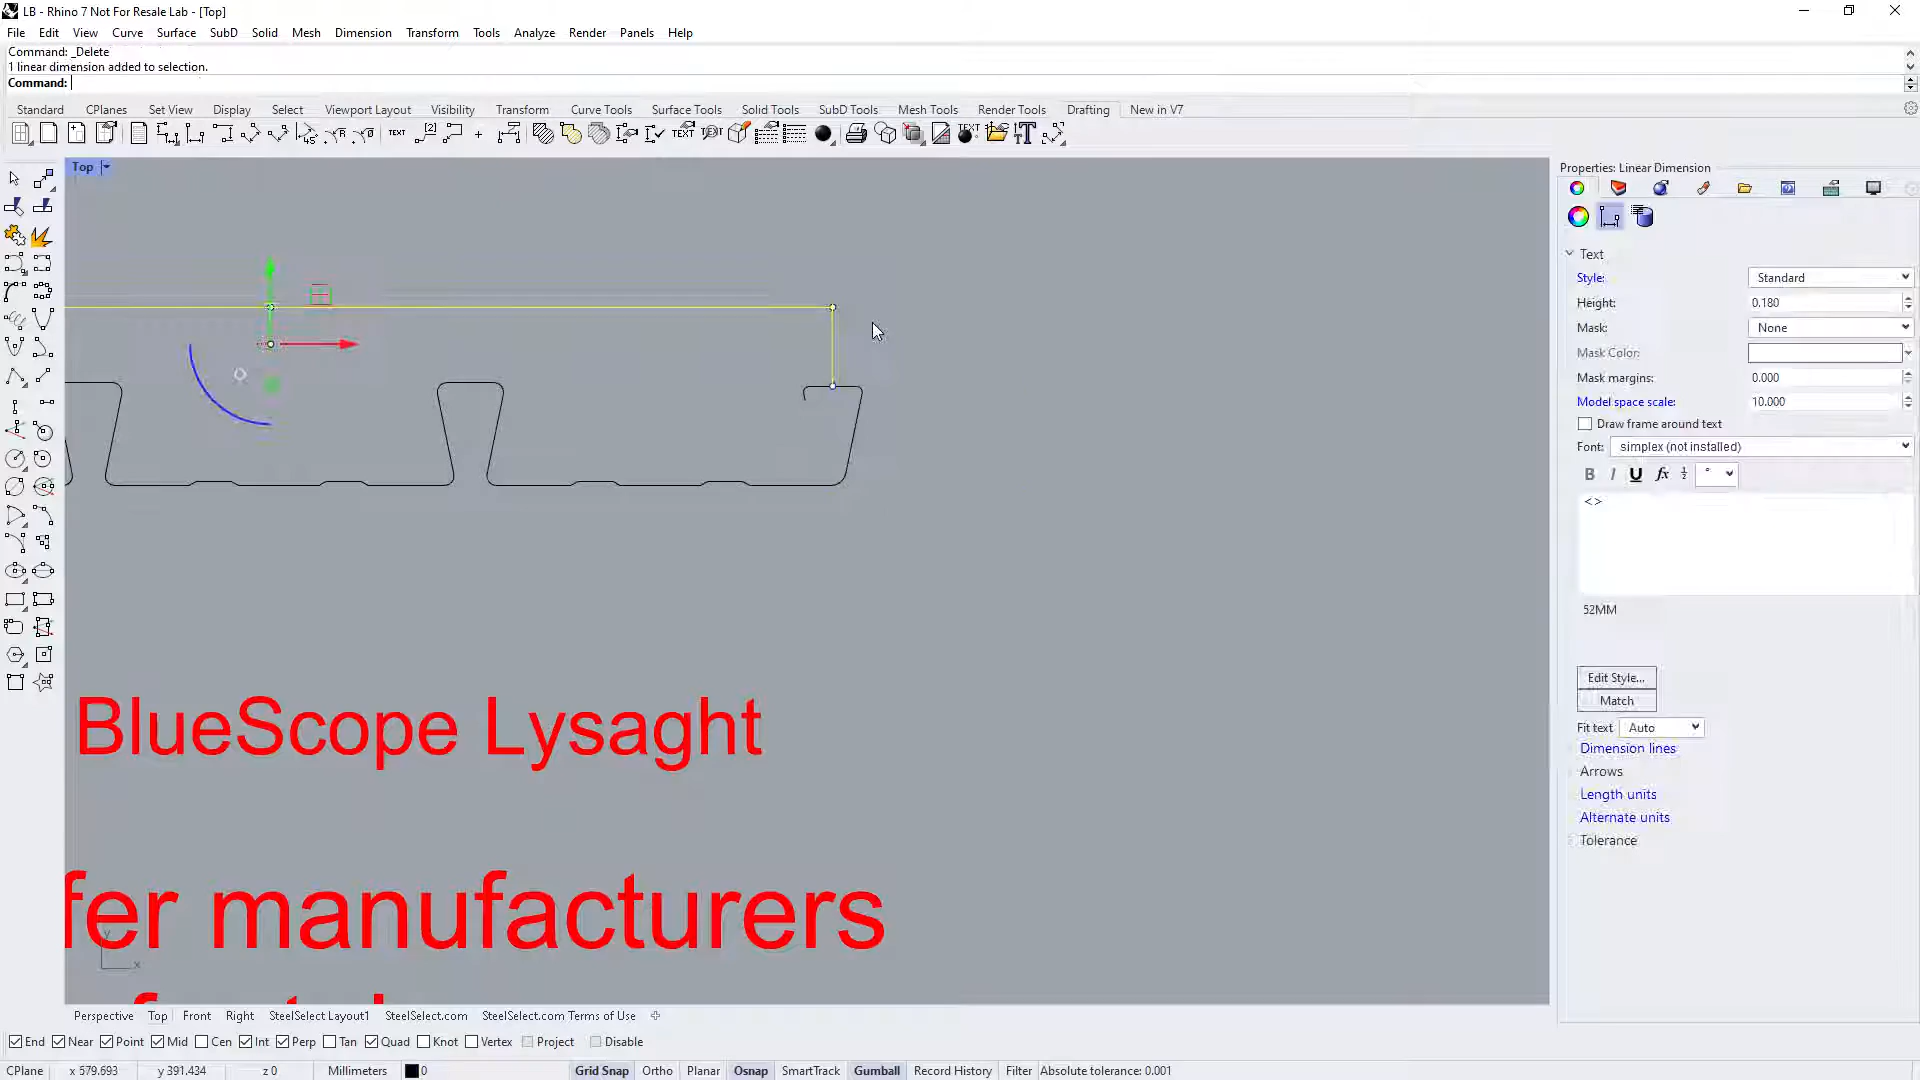 LB - Rhino 7 Not For Resale Lab - [Top]
File Edit View Curve Surface SubD Solid Mesh Dimension Transform Tools Analyze Render Panels Help
Command: _Delete
1 linear dimension added to selection.
Command:
Standard CPlanes Set View Display Select Viewport Layout Visibility Transform Curve Tools Surface Tools Solid Tools SubD Tools Mesh Tools Render Tools Drafting New in V7
Top
Properties: Linear Dimension
Text
Style: Standard
Height: 0.180
Mask: None
Mask Color:
Mask margins: 0.000
Model space scale: 10.000
Draw frame around text
Font: simplex (not installed)
B I U
<>
52MM
Edit Style...
Match
Fit text Auto
Dimension lines
Arrows
Length units
Alternate units
Tolerance
BlueScope Lysaght
fer manufacturers
y
x
Perspective Top Front Right SteelSelect Layout1 SteelSelect.com SteelSelect.com Terms of Use
End Near Point Mid Cen Int Perp Tan Quad Knot Vertex Project Disable
CPlane x 579.693 y 391.434 z 0 Millimeters 0 Grid Snap Ortho Planar Osnap SmartTrack Gumball Record History Filter Absolute tolerance: 0.001